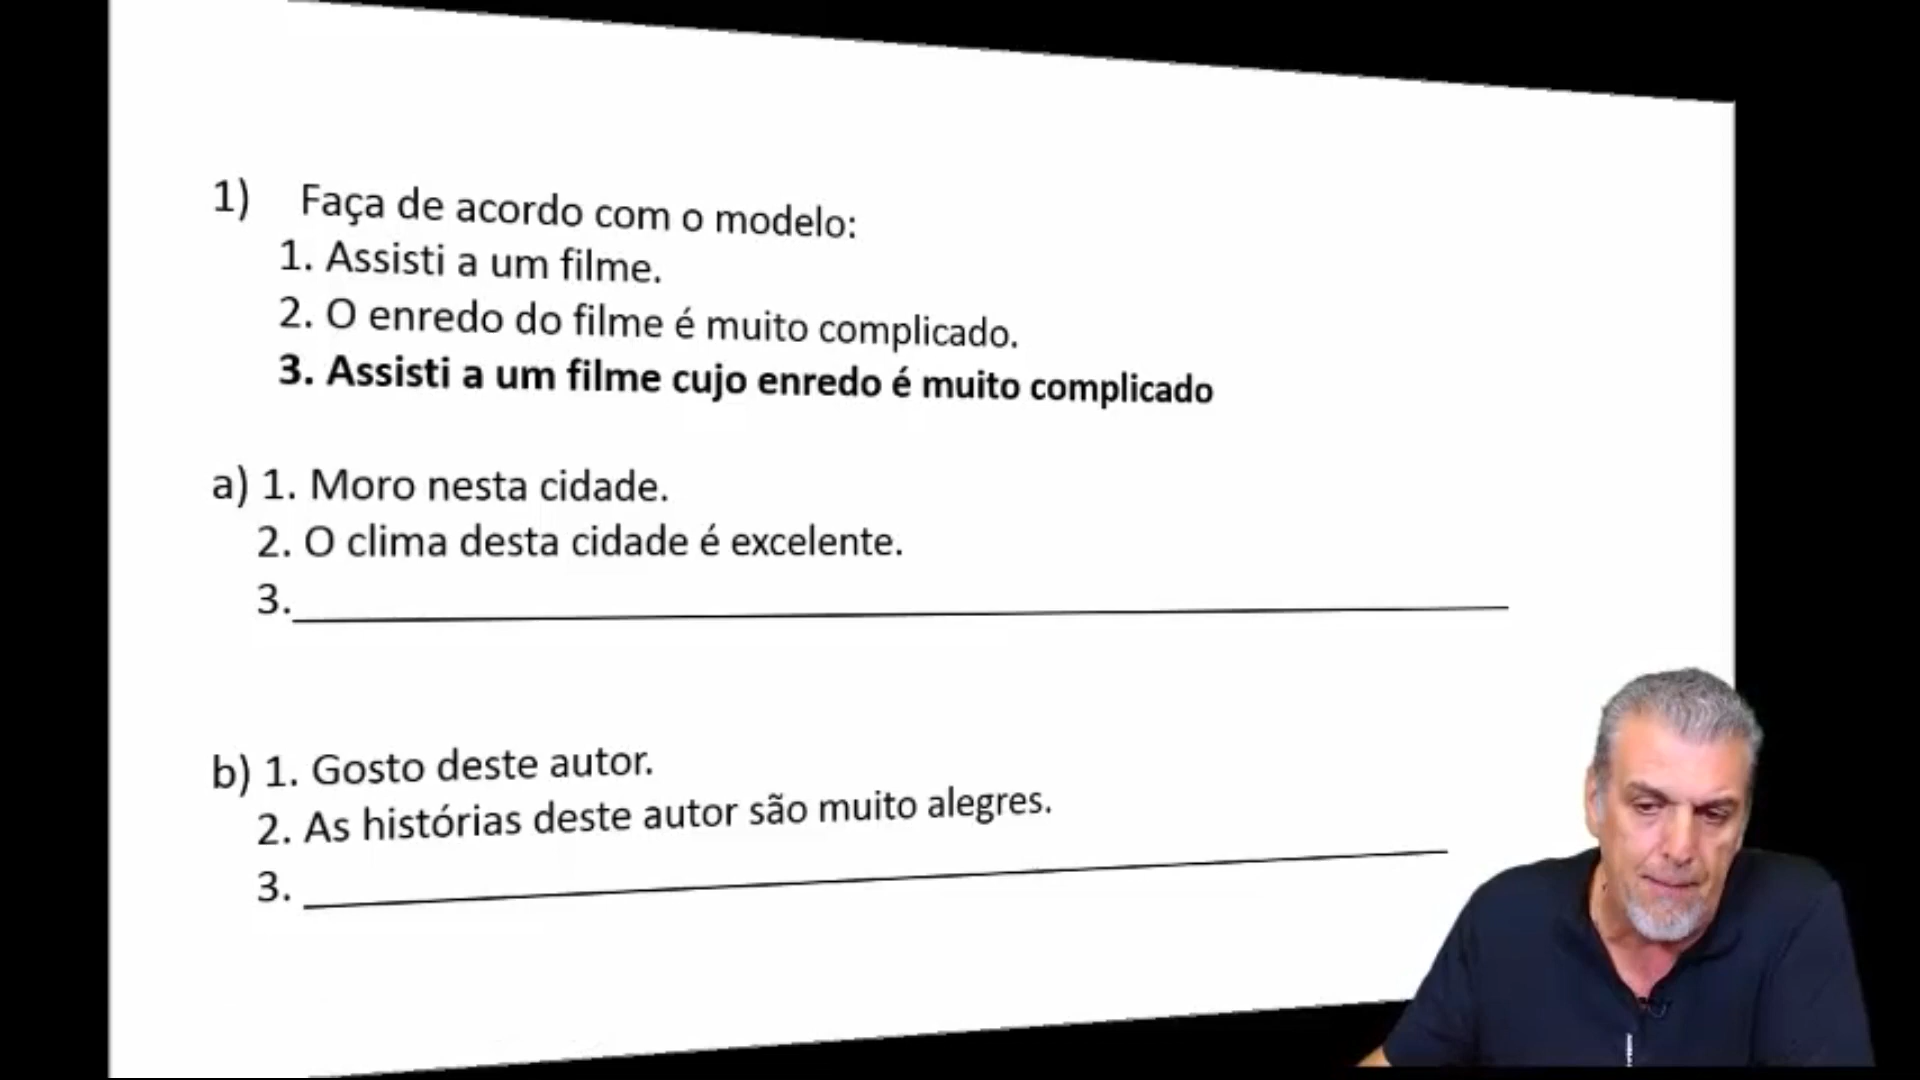 1) Faça de acordo com o modelo:
1. Assisti a um filme.
2. O enredo do filme é muito complicado.
3. Assisti a um filme cujo enredo é muito complicado
a) 1. Moro nesta cidade.
2. O clima desta cidade é excelente.
3.
b) 1. Gosto deste autor.
2. As histórias deste autor são muito alegres.
3.